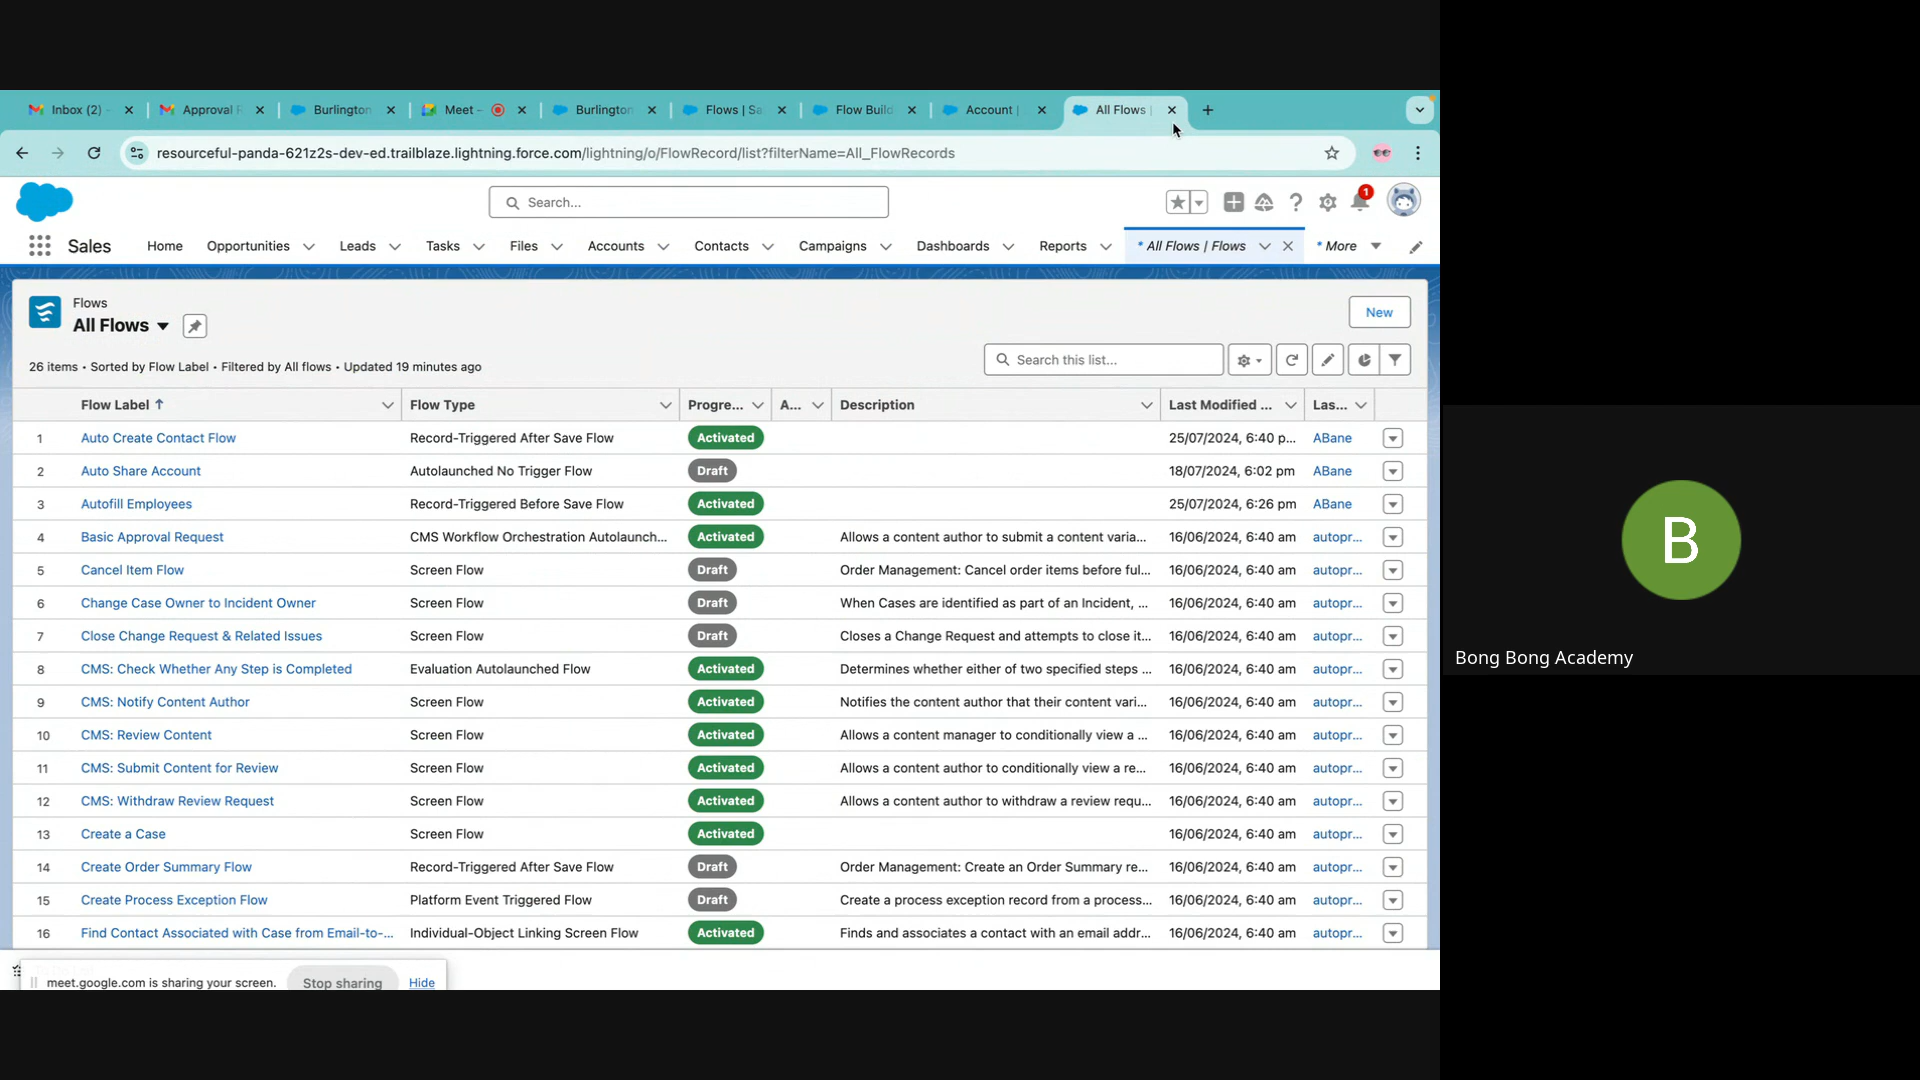 Inbox (2)
Approval
Burlington
Meet -
Burlington
Flows | Sa
Flow Build
Account |
All Flows |
resourceful-panda-621z2s-dev-ed.trailblaze.lightning.force.com/lightning/o/FlowRecord/list?filterName=All_FlowRecords
Search...
1
Sales
Home
Opportunities
Leads
Tasks
Files
Accounts
Contacts
Campaigns
Dashboards
Reports
* All Flows | Flows
* More
Flows
All Flows
New
26 items • Sorted by Flow Label • Filtered by All flows • Updated 19 minutes ago
Search this list...
Flow Label ↑ Flow Type Progre... A... Description Last Modified ... Las...
1 Auto Create Contact Flow Record-Triggered After Save Flow Activated 25/07/2024, 6:40 p... ABane
2 Auto Share Account Autolaunched No Trigger Flow Draft 18/07/2024, 6:02 pm ABane
3 Autofill Employees Record-Triggered Before Save Flow Activated 25/07/2024, 6:26 pm ABane
4 Basic Approval Request CMS Workflow Orchestration Autolaunch... Activated Allows a content author to submit a content varia... 16/06/2024, 6:40 am autopr...
5 Cancel Item Flow Screen Flow Draft Order Management: Cancel order items before ful... 16/06/2024, 6:40 am autopr...
6 Change Case Owner to Incident Owner Screen Flow Draft When Cases are identified as part of an Incident, ... 16/06/2024, 6:40 am autopr...
7 Close Change Request & Related Issues Screen Flow Draft Closes a Change Request and attempts to close it... 16/06/2024, 6:40 am autopr...
8 CMS: Check Whether Any Step is Completed Evaluation Autolaunched Flow Activated Determines whether either of two specified steps ... 16/06/2024, 6:40 am autopr...
9 CMS: Notify Content Author Screen Flow Activated Notifies the content author that their content vari... 16/06/2024, 6:40 am autopr...
10 CMS: Review Content Screen Flow Activated Allows a content manager to conditionally view a ... 16/06/2024, 6:40 am autopr...
11 CMS: Submit Content for Review Screen Flow Activated Allows a content author to conditionally view a re... 16/06/2024, 6:40 am autopr...
12 CMS: Withdraw Review Request Screen Flow Activated Allows a content author to withdraw a review requ... 16/06/2024, 6:40 am autopr...
13 Create a Case Screen Flow Activated 16/06/2024, 6:40 am autopr...
14 Create Order Summary Flow Record-Triggered After Save Flow Draft Order Management: Create an Order Summary re... 16/06/2024, 6:40 am autopr...
15 Create Process Exception Flow Platform Event Triggered Flow Draft Create a process exception record from a process... 16/06/2024, 6:40 am autopr...
16 Find Contact Associated with Case from Email-to-... Individual-Object Linking Screen Flow Activated Finds and associates a contact with an email addr... 16/06/2024, 6:40 am autopr...
meet.google.com is sharing your screen.
Stop sharing
Hide
B
Bong Bong Academy